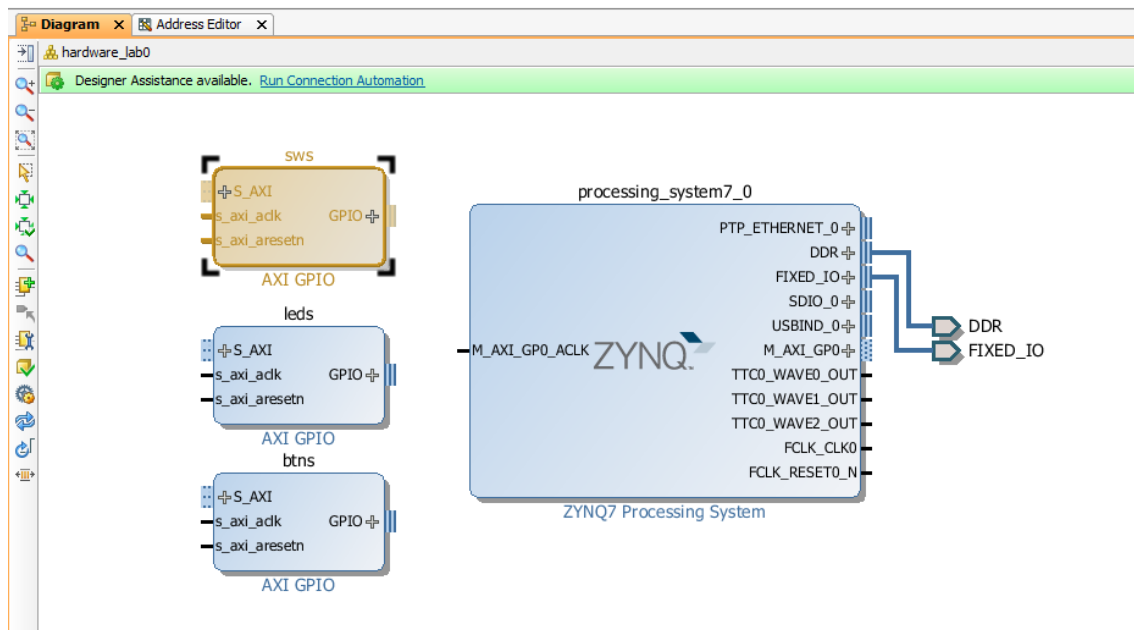 Diagram
Address Editor
hardware_lab0
Designer Assistance available. Run Connection Automation
sws
S_AXI
s_axi_aclk
GPIO
s_axi_aresetn
AXI GPIO
leds
S_AXI
s_axi_aclk
GPIO
s_axi_aresetn
AXI GPIO
btns
S_AXI
s_axi_aclk
GPIO
s_axi_aresetn
AXI GPIO
processing_system7_0
PTP_ETHERNET_0
DDR
FIXED_IO
SDIO_0
USBIND_0
M_AXI_GP0_ACLK
ZYNQ
M_AXI_GP0
TTC0_WAVE0_OUT
TTC0_WAVE1_OUT
TTC0_WAVE2_OUT
FCLK_CLK0
FCLK_RESET0_N
ZYNQ7 Processing System
DDR
FIXED_IO